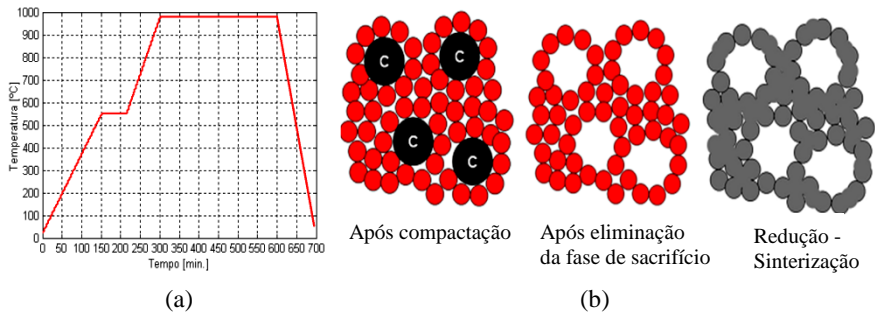 1000
900
800
700
600
500
400
300
200
100
0
Temperatura [ºC]
0 50 100 150 200 250 300 350 400 450 500 550 600 650 700
Tempo [min.]
(a)
C
C
C
C
Após compactação
Após eliminação
da fase de sacrifício
Redução -
Sinterização
(b)